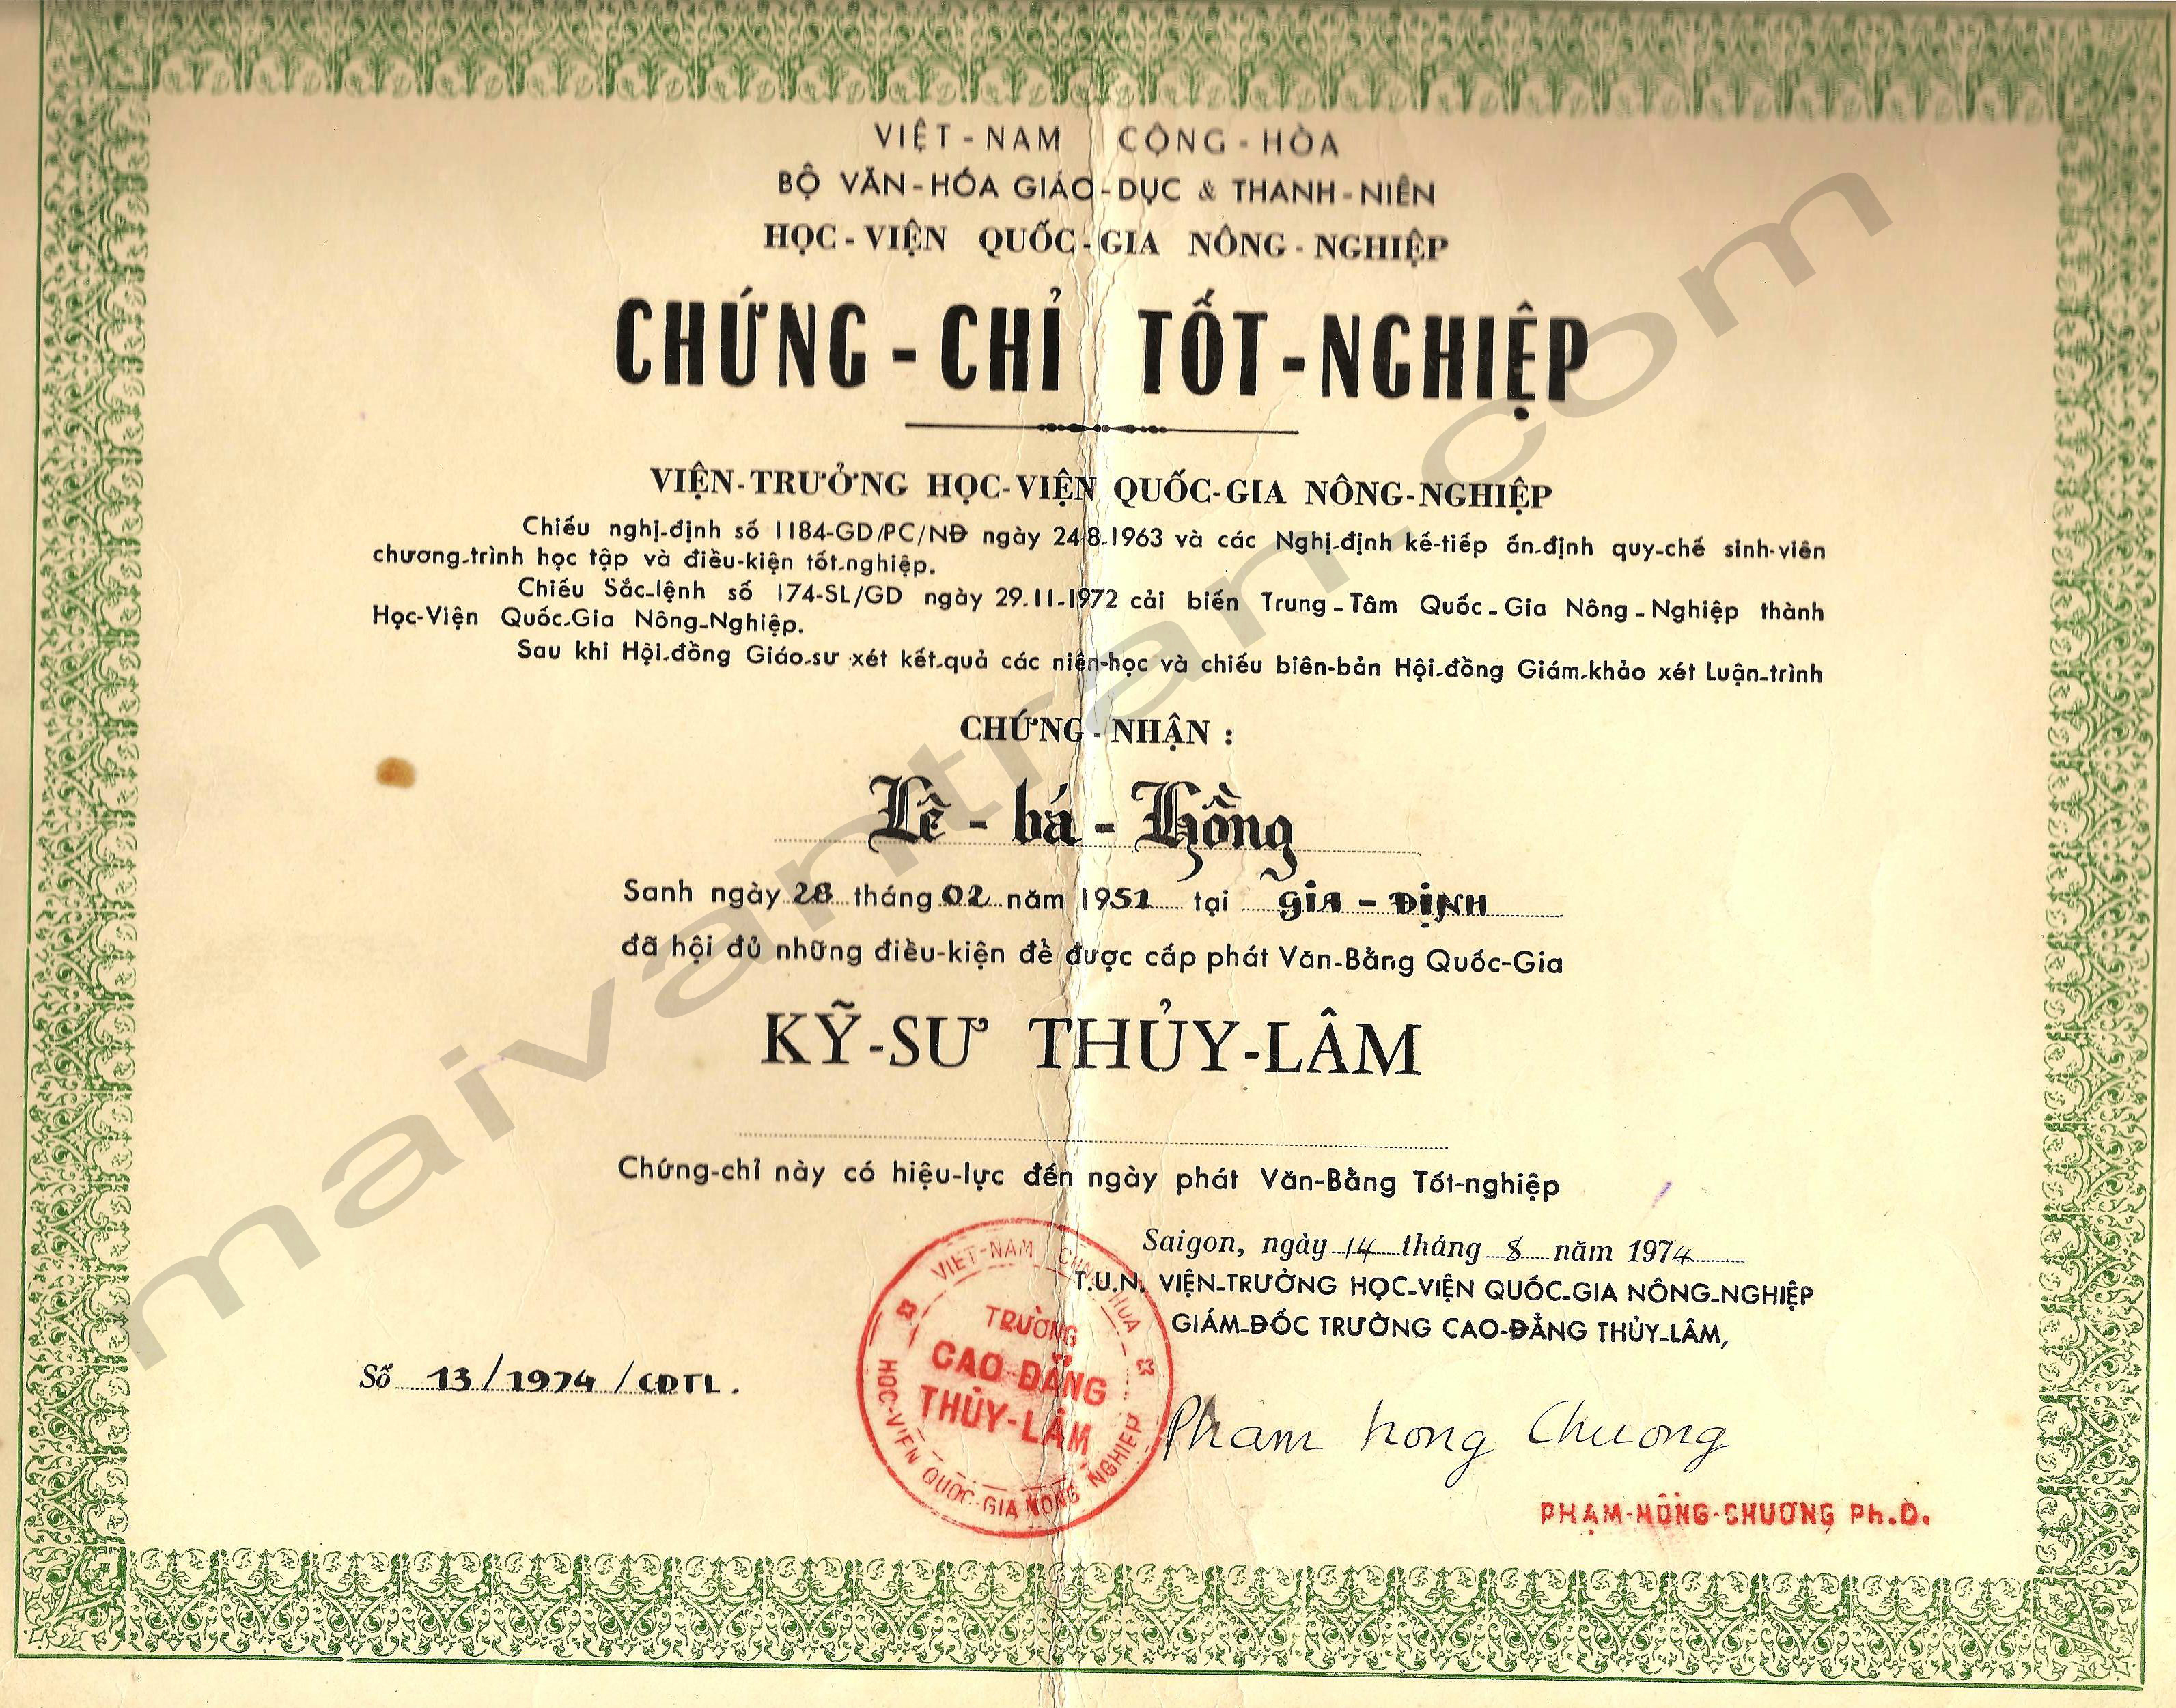 VIỆT-NAM CỘNG-HÒA
BỘ VĂN-HÓA GIÁO-DỤC & THANH-NIÊN
HỌC-VIỆN QUỐC-GIA NÔNG-NGHIỆP
CHỨNG-CHỈ TỐT-NGHIỆP
VIỆN-TRƯỞNG HỌC-VIỆN QUỐC-GIA NÔNG-NGHIỆP
Chiếu nghị-định số 1184-GD/PC/NĐ ngày 24-8-1963 và các Nghị-định kế-tiếp ấn-định quy-chế sinh-viên
chương-trình học tập và điều-kiện tốt-nghiệp.
Chiếu Sắc-lệnh số 174-SL/GD ngày 29-11-1972 cải biến Trung-Tâm Quốc-Gia Nông-Nghiệp thành
Học-Viện Quốc-Gia Nông-Nghiệp.
Sau khi Hội-đồng Giáo-sư xét kết-quả các niên-học và chiếu biên-bản Hội-đồng Giám-khảo xét Luận-trình
CHỨNG-NHẬN :
Lê-bá-Hồng
Sanh ngày 28 tháng 02 năm 1951 tại GIA-ĐỊNH
đã hội đủ những điều-kiện để được cấp phát Văn-Bằng Quốc-Gia
KỸ-SƯ THỦY-LÂM
Chứng-chỉ này có hiệu-lực đến ngày phát Văn-Bằng Tốt-nghiệp
Saigon, ngày 14 tháng 8 năm 1974
T.U.N. VIỆN-TRƯỞNG HỌC-VIỆN QUỐC-GIA NÔNG-NGHIỆP
GIÁM-ĐỐC TRƯỜNG CAO-ĐẲNG THỦY-LÂM,
VIỆT-NAM CỘNG HÒA
TRƯỜNG
CAO-ĐẲNG
THỦY-LÂM
HỌC-VIỆN QUỐC-GIA NÔNG NGHIỆP
Số 13/1974/CDTL.
Pham hong Chuong
PHẠM-HỒNG-CHƯƠNG Ph.D.
maivantran.com